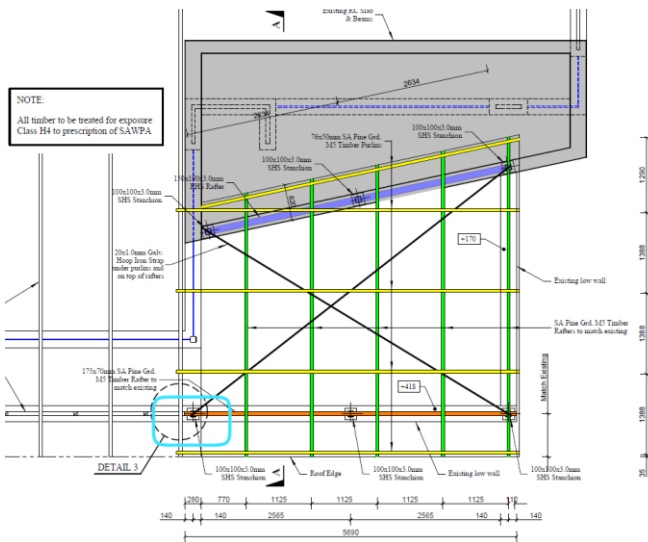 Existing RC Slab
& Beams
A
NOTE:
All timber to be treated for exposure
Class H4 to prescription of SAWPA
2634
2636
76x50mm SA Pine Grd.
M5 Timber Purlins
100x100x3.0mm
SHS Stanchion
100x100x3.0mm
SHS Stanchion
150x100x3.0mm
RHS Rafter
100x100x3.0mm
SHS Stanchion
20x1.0mm Galv.
Hoop Iron Strap
under purlins and
on top of rafters
+170
1290
Existing low wall
1388
SA Pine Grd. M5 Timber
Rafters to match existing
1388
Match Existing
175x70mm SA Pine Grd.
M5 Timber Rafter to
match existing
+418
1388
DETAIL 3
100x100x3.0mm
SHS Stanchion
A
Roof Edge
100x100x3.0mm
SHS Stanchion
Existing low wall
100x100x3.0mm
SHS Stanchion
35
280 770 1125 1125 1125 1125 110
140 140 2565 2565 140 140
5690